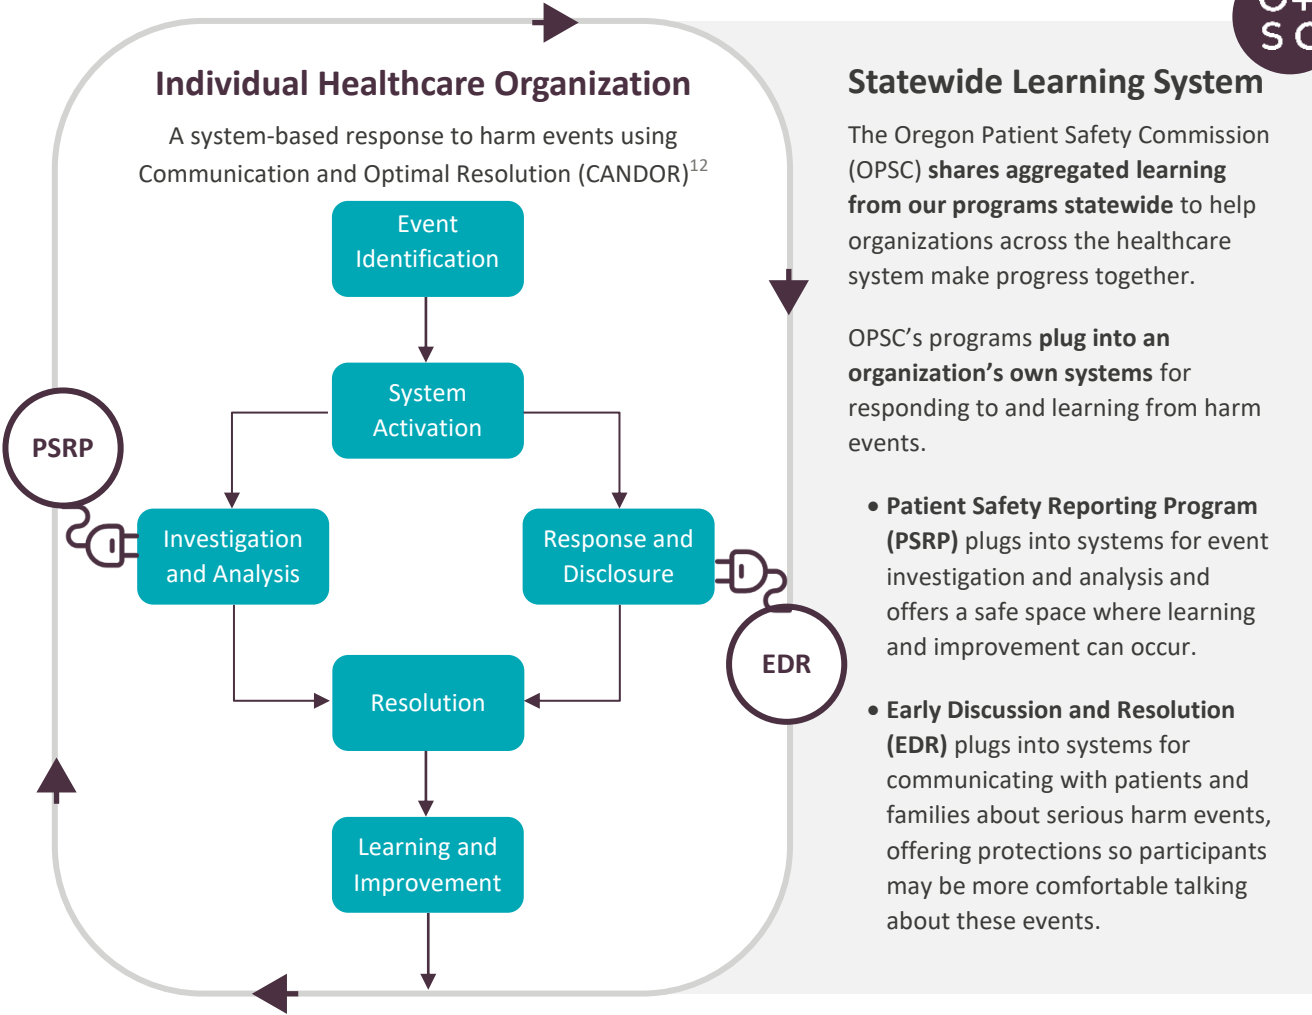 Individual Healthcare Organization
A system-based response to harm events using
Communication and Optimal Resolution (CANDOR)12
Event
Identification
System
Activation
PSRP
Investigation
and Analysis
Response and
Disclosure
EDR
Resolution
Learning and
Improvement
S
Statewide Learning System
The Oregon Patient Safety Commission
(OPSC) shares aggregated learning
from our programs statewide to help
organizations across the healthcare
system make progress together.
OPSC’s programs plug into an
organization’s own systems for
responding to and learning from harm
events.
• Patient Safety Reporting Program
(PSRP) plugs into systems for event
investigation and analysis and
offers a safe space where learning
and improvement can occur.
• Early Discussion and Resolution
(EDR) plugs into systems for
communicating with patients and
families about serious harm events,
offering protections so participants
may be more comfortable talking
about these events.